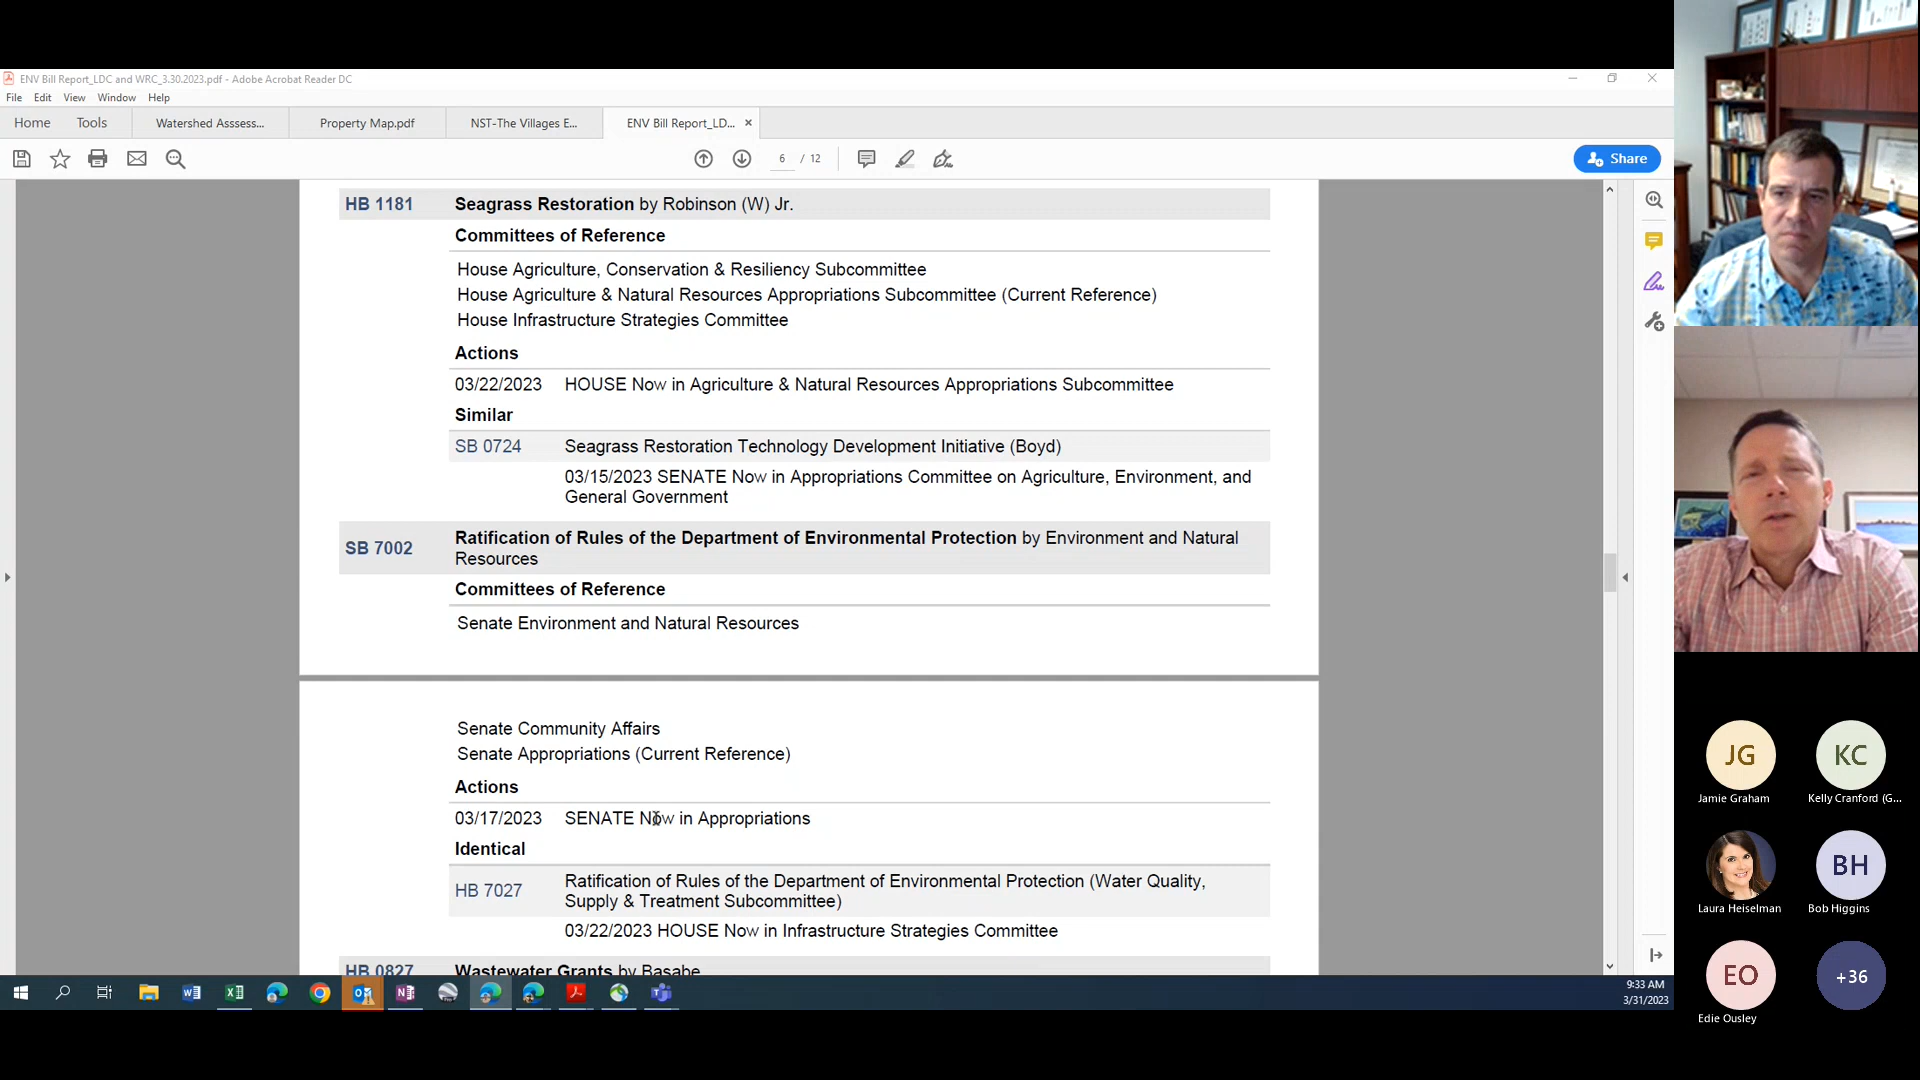 ENV Bill Report_LDC and WRC_3.30.2023.pdf - Adobe Acrobat Reader DC
File Edit View Window Help
Home Tools Watershed Asssess... Property Map.pdf NST-The Villages E... ENV Bill Report_LD... ×
6 / 12
Share
HB 1181 Seagrass Restoration by Robinson (W) Jr.
Committees of Reference
House Agriculture, Conservation & Resiliency Subcommittee
House Agriculture & Natural Resources Appropriations Subcommittee (Current Reference)
House Infrastructure Strategies Committee
Actions
03/22/2023 HOUSE Now in Agriculture & Natural Resources Appropriations Subcommittee
Similar
SB 0724 Seagrass Restoration Technology Development Initiative (Boyd)
03/15/2023 SENATE Now in Appropriations Committee on Agriculture, Environment, and
General Government
SB 7002 Ratification of Rules of the Department of Environmental Protection by Environment and Natural
Resources
Committees of Reference
Senate Environment and Natural Resources
Senate Community Affairs
Senate Appropriations (Current Reference)
Actions
03/17/2023 SENATE Now in Appropriations
Identical
HB 7027 Ratification of Rules of the Department of Environmental Protection (Water Quality,
Supply & Treatment Subcommittee)
03/22/2023 HOUSE Now in Infrastructure Strategies Committee
HB 0827 Wastewater Grants by Basabe
9:33 AM
3/31/2023
JG KC
Jamie Graham Kelly Cranford (G...
BH
Laura Heiselman Bob Higgins
EO +36
Edie Ousley